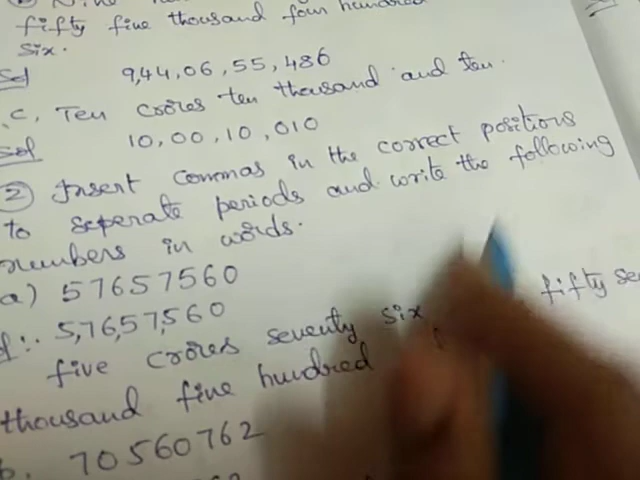 fifty five thousand four hundred
six.
Sol 9,44,06,55,486
c. Ten crores ten thousand and ten.
Sol 10,00,10,010
② Insert commas in the correct positions
to seperate periods and write the following
numbers in words.
a) 57657560
5,76,57,560
five crores seventy six fifty
thousand five hundred
b. 70560762